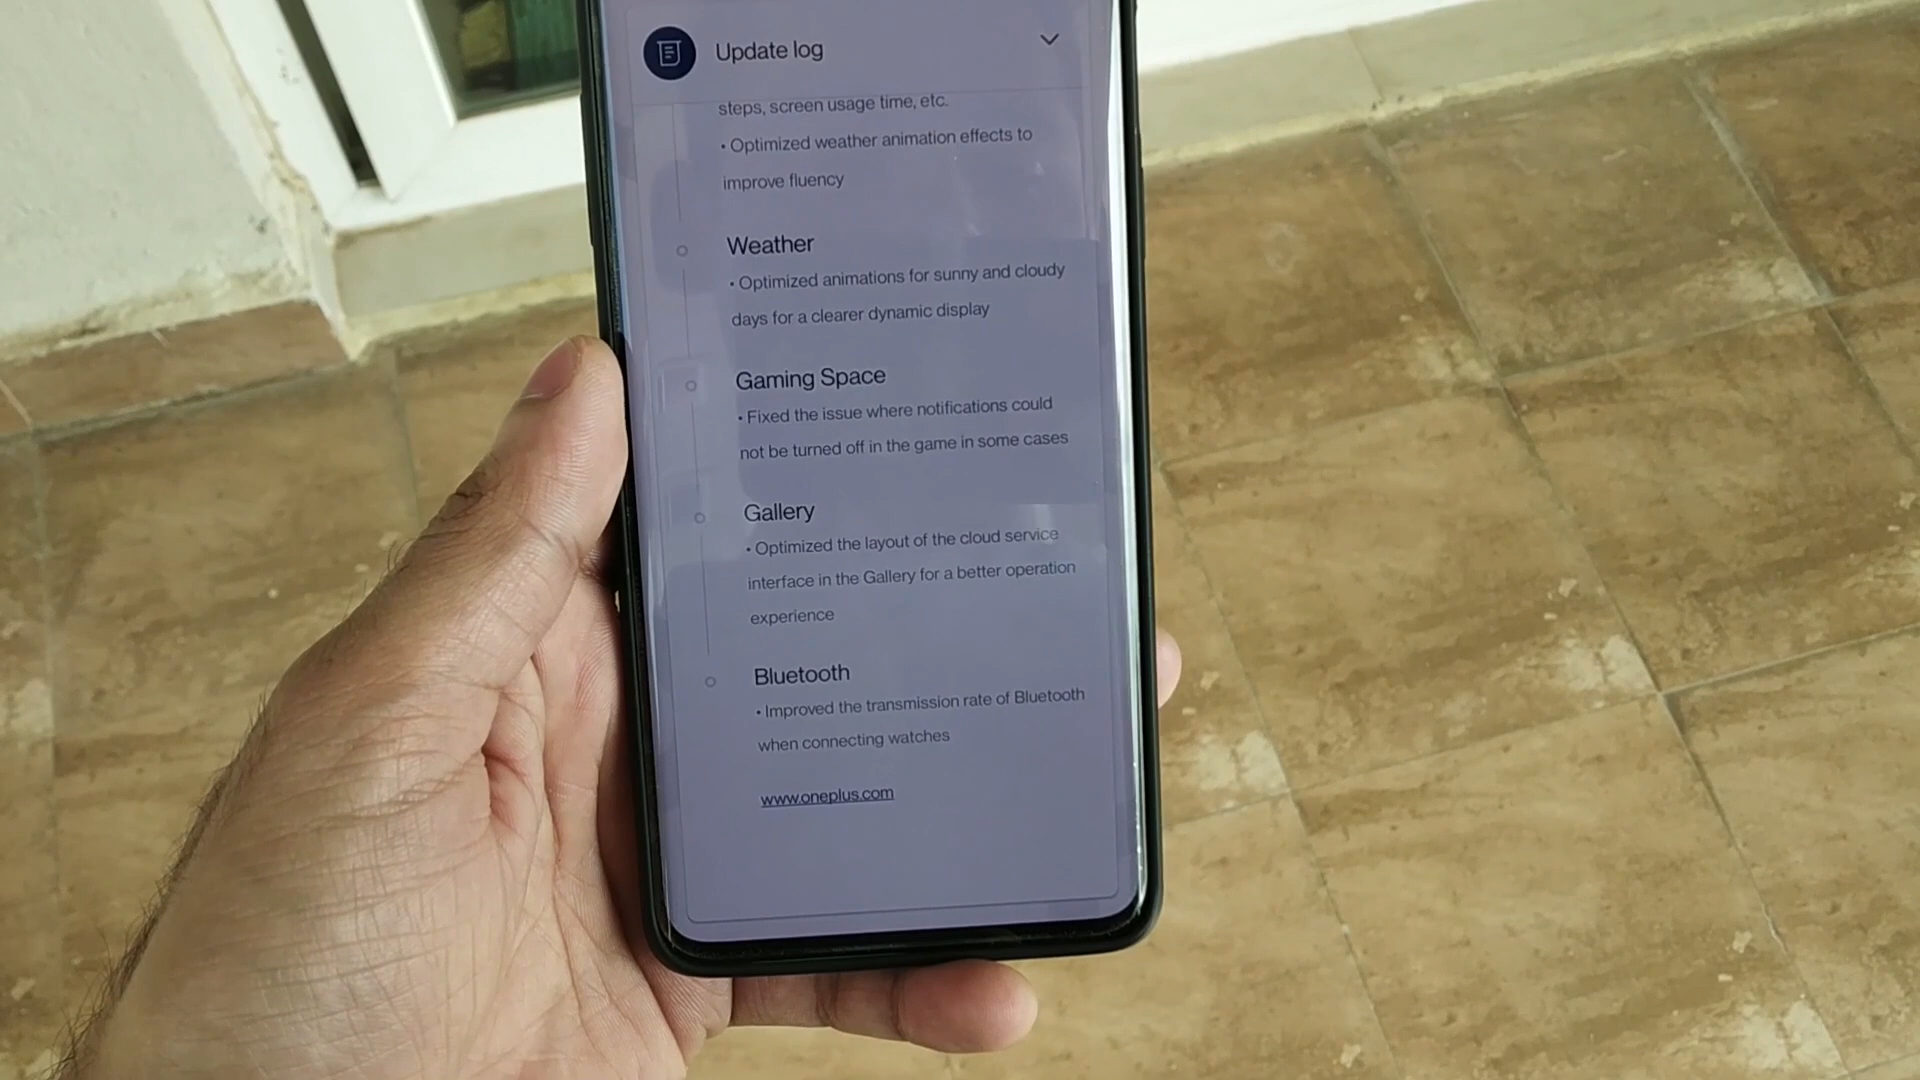 Update log
steps, screen usage time, etc.
• Optimized weather animation effects to
improve fluency
Weather
• Optimized animations for sunny and cloudy
days for a clearer dynamic display
Gaming Space
• Fixed the issue where notifications could
not be turned off in the game in some cases
Gallery
• Optimized the layout of the cloud service
interface in the Gallery for a better operation
experience
Bluetooth
• Improved the transmission rate of Bluetooth
when connecting watches
www.oneplus.com